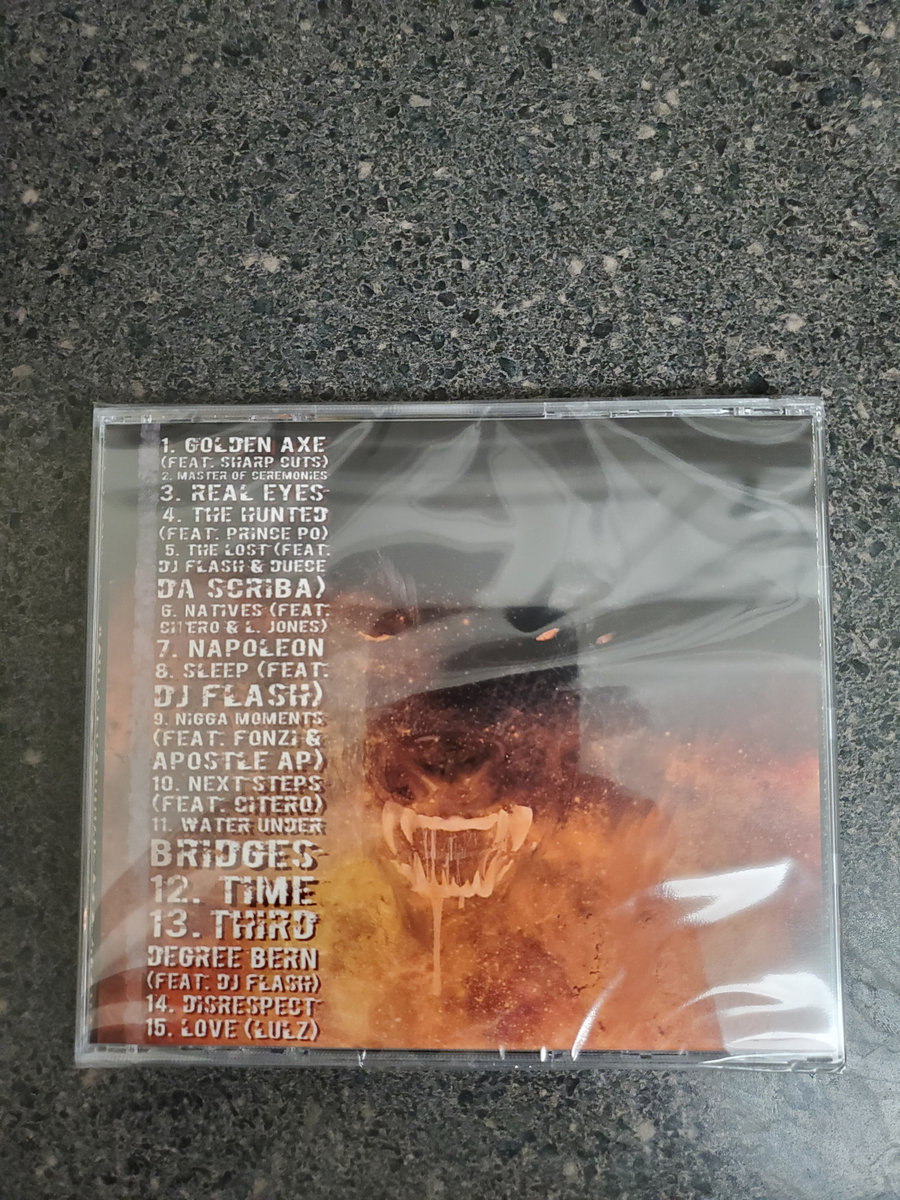 1. GOLDEN AXE
(FEAT. SHARP CUTS)
2. MASTER OF CEREMONIES
3. REAL EYES
4. THE HUNTED
(FEAT. PRINCE PO)
5. THE LOST (FEAT.
DJ FLASH & DUECE
DA SCRIBA)
6. NATIVES (FEAT.
CITERO & L. JONES)
7. NAPOLEON
8. SLEEP (FEAT.
DJ FLASH)
9. NIGGA MOMENTS
(FEAT. FONZI &
APOSTLE AP)
10. NEXT STEPS
(FEAT. CITERO)
11. WATER UNDER
BRIDGES
12. TIME
13. THIRD
DEGREE BERN
(FEAT. DJ FLASH)
14. DISRESPECT
15. LOVE (LULZ)